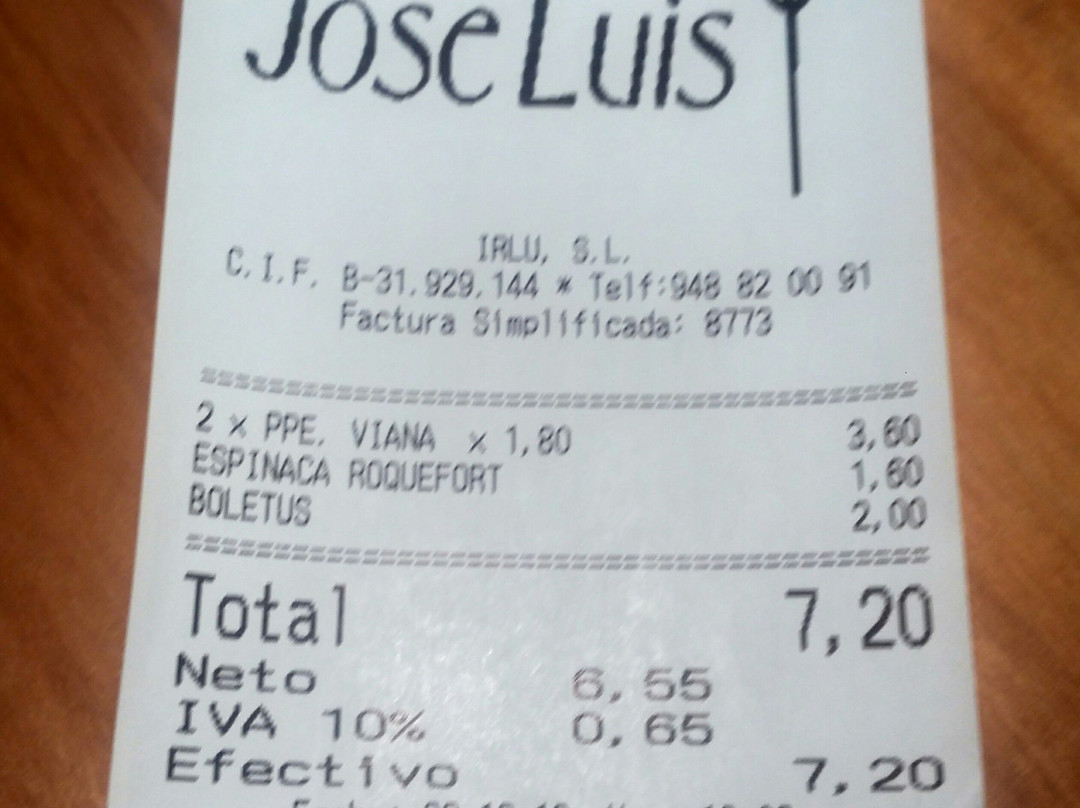 Jose Luis
IRLU, S.L.
C.I.F. B-31.929.144 * Telf:948 82 00 91
Factura Simplificada: 8773
2 x PPE. VIANA x 1,80 3,60
ESPINACA ROQUEFORT 1,60
BOLETUS 2,00
Total 7,20
Neto 6,55
IVA 10% 0,65
Efectivo 7,20